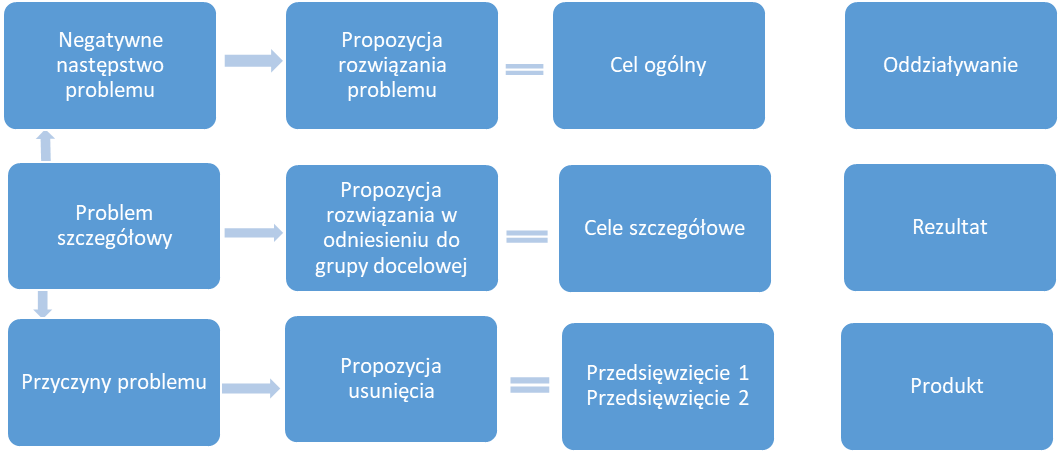 Negatywne
następstwo
problemu
Propozycja
rozwiązania
problemu
Cel ogólny
Oddziaływanie
Problem
szczegółowy
Propozycja
rozwiązania w
odniesieniu do
grupy docelowej
Cele szczegółowe
Rezultat
Przyczyny problemu
Propozycja
usunięcia
Przedsięwzięcie 1
Przedsięwzięcie 2
Produkt